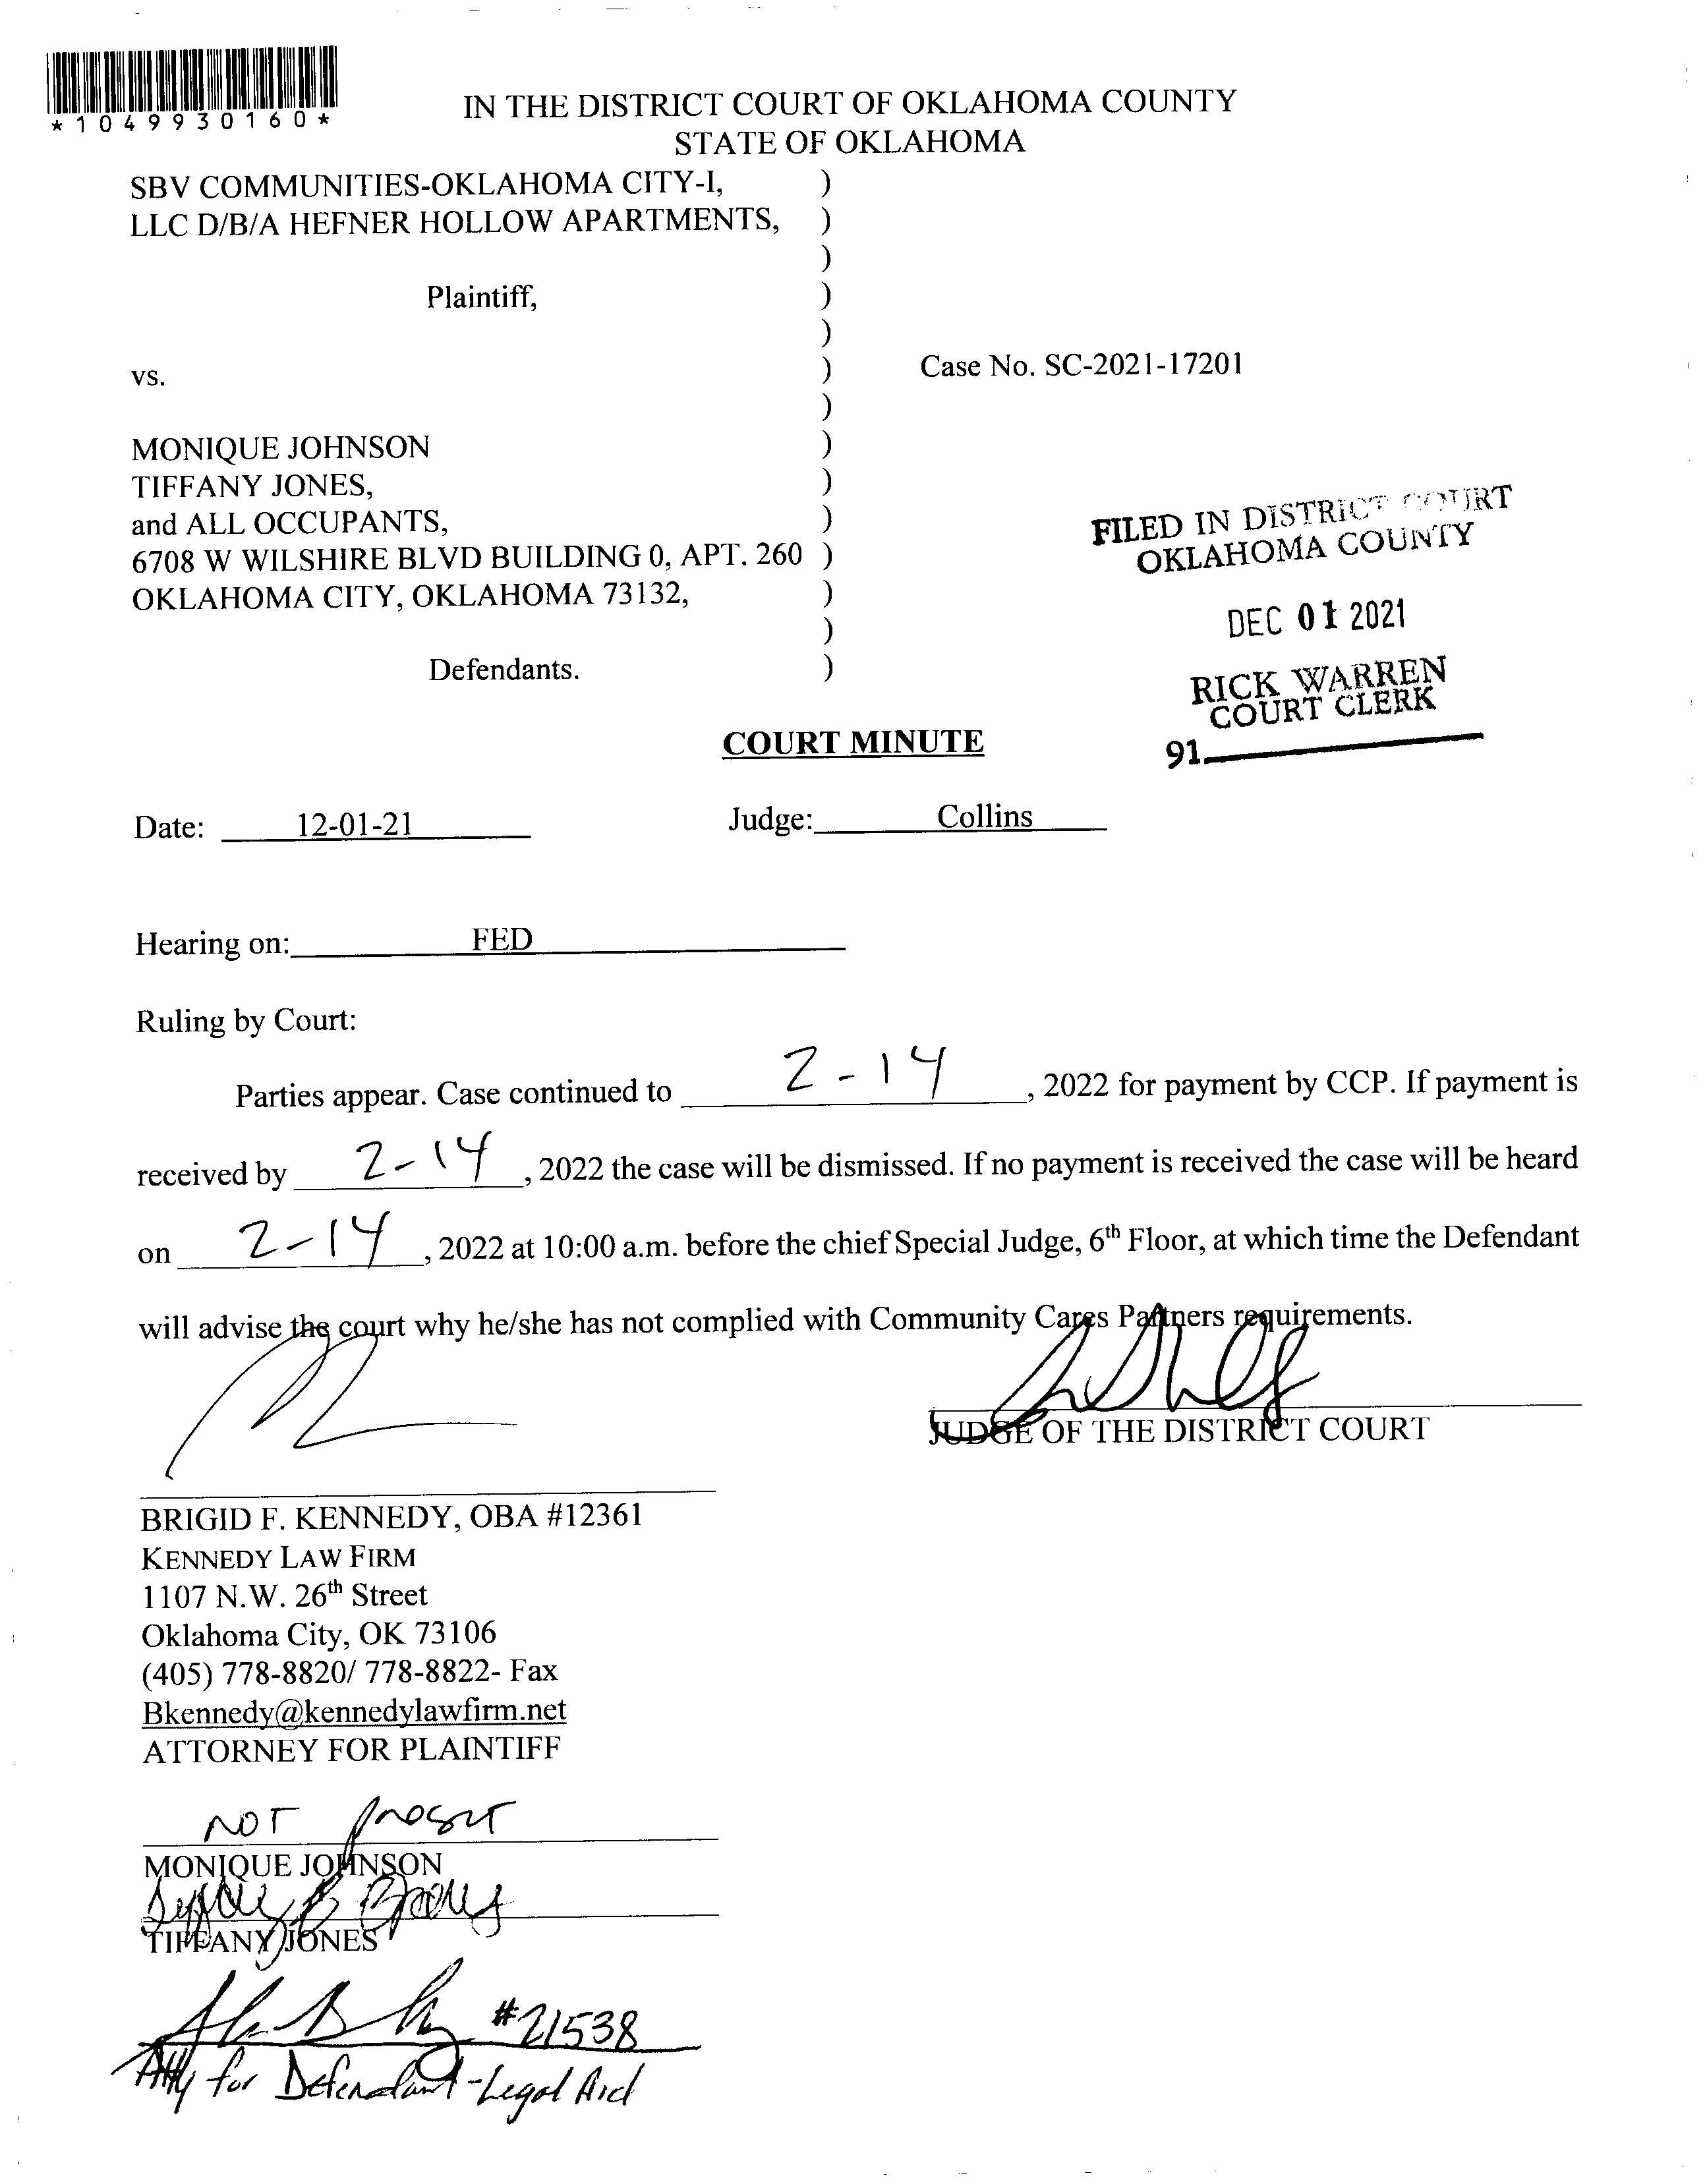 *1049930160*
IN THE DISTRICT COURT OF OKLAHOMA COUNTY
STATE OF OKLAHOMA
SBV COMMUNITIES-OKLAHOMA CITY-I, )
LLC D/B/A HEFNER HOLLOW APARTMENTS, )
)
Plaintiff, )
)
vs. ) Case No. SC-2021-17201
)
MONIQUE JOHNSON )
TIFFANY JONES, )
and ALL OCCUPANTS, )
6708 W WILSHIRE BLVD BUILDING 0, APT. 260 )
OKLAHOMA CITY, OKLAHOMA 73132, )
)
Defendants. )
FILED IN DISTRICT COURT
OKLAHOMA COUNTY
DEC 01 2021
RICK WARREN
COURT CLERK
91
COURT MINUTE
Date: 12-01-21 Judge: Collins
Hearing on: FED
Ruling by Court:
Parties appear. Case continued to 2-14, 2022 for payment by CCP. If payment is
received by 2-14, 2022 the case will be dismissed. If no payment is received the case will be heard
on 2-14, 2022 at 10:00 a.m. before the chief Special Judge, 6th Floor, at which time the Defendant
will advise the court why he/she has not complied with Community Cares Partners requirements.
JUDGE OF THE DISTRICT COURT
BRIGID F. KENNEDY, OBA #12361
KENNEDY LAW FIRM
1107 N.W. 26th Street
Oklahoma City, OK 73106
(405) 778-8820/ 778-8822- Fax
Bkennedy@kennedylawfirm.net
ATTORNEY FOR PLAINTIFF
NOT present
MONIQUE JOHNSON
TIFFANY JONES
#21538
Atty for Defendant - Legal Aid